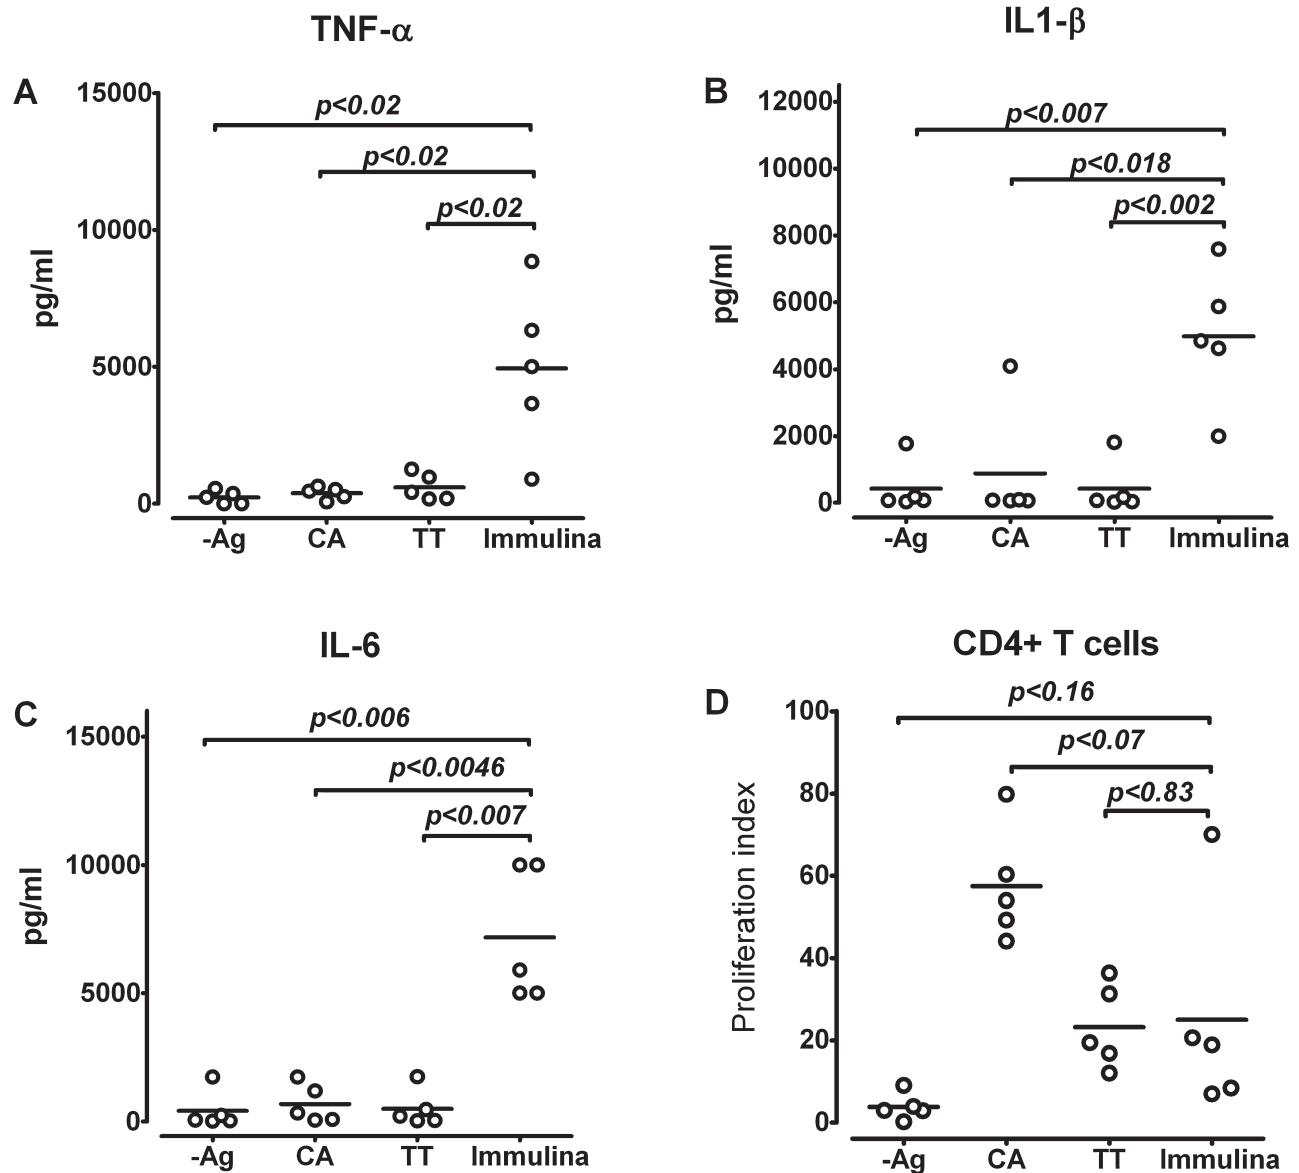 TNF-α
A
15000
10000
5000
0
pg/ml
p<0.02
p<0.02
p<0.02
-Ag CA TT Immulina
IL1-β
B
12000
10000
8000
6000
4000
2000
0
pg/ml
p<0.007
p<0.018
p<0.002
-Ag CA TT Immulina
IL-6
C
15000
10000
5000
0
pg/ml
p<0.006
p<0.0046
p<0.007
-Ag CA TT Immulina
CD4+ T cells
D
100
80
60
40
20
0
Proliferation index
p<0.16
p<0.07
p<0.83
-Ag CA TT Immulina